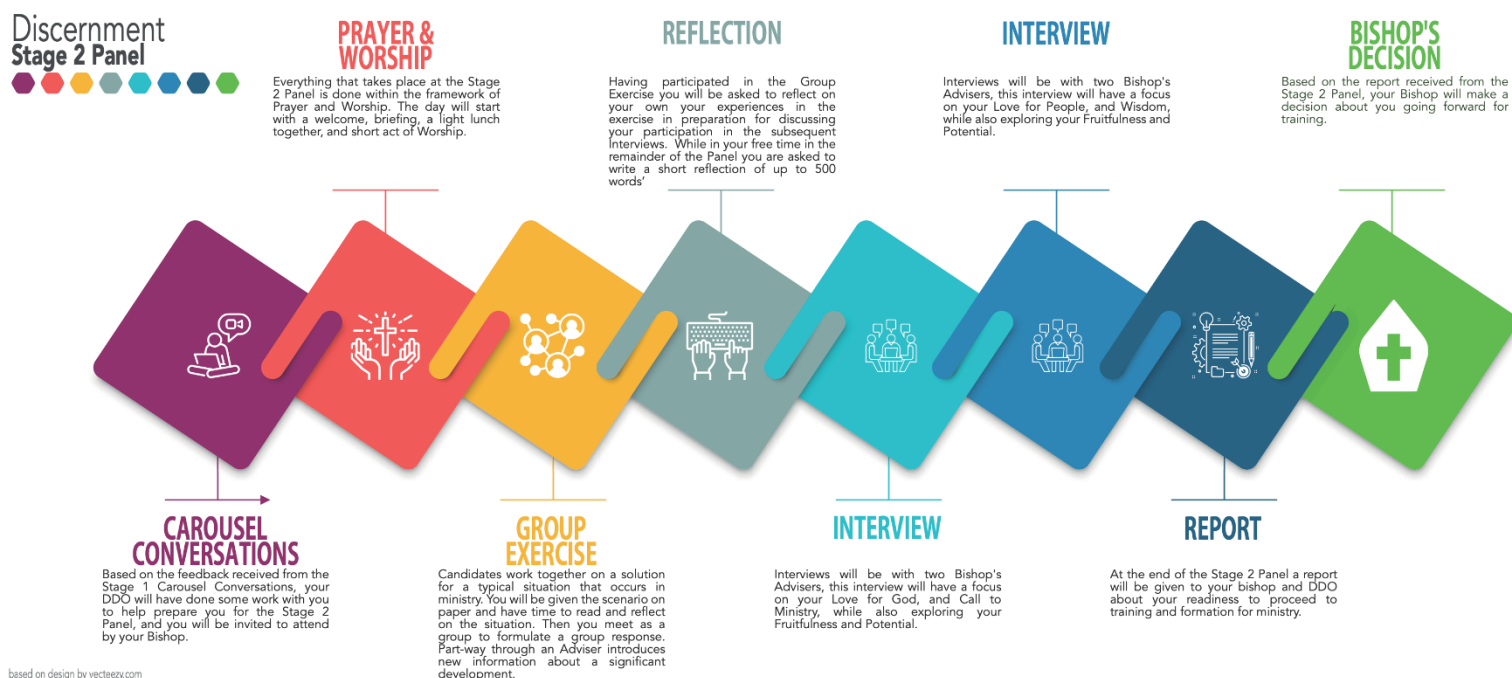 Discernment
Stage 2 Panel
PRAYER &
WORSHIP
Everything that takes place at the Stage
2 Panel is done within the framework of
Prayer and Worship. The day will start
with a welcome, briefing, a light lunch
together, and short act of Worship.
REFLECTION
Having participated in the Group
Exercise you will be asked to reflect on
your own your experiences in the
exercise in preparation for discussing
your participation in the subsequent
Interviews. While in your free time in the
remainder of the Panel you are asked to
write a short reflection of up to 500
words’
INTERVIEW
Interviews will be with two Bishop's
Advisers, this interview will have a focus
on your Love for People, and Wisdom,
while also exploring your Fruitfulness and
Potential.
BISHOP'S
DECISION
Based on the report received from the
Stage 2 Panel, your Bishop will make a
decision about you going forward for
training.
CAROUSEL
CONVERSATIONS
Based on the feedback received from the
Stage 1 Carousel Conversations, your
DDO will have done some work with you
to help prepare you for the Stage 2
Panel, and you will be invited to attend
by your Bishop.
GROUP
EXERCISE
Candidates work together on a solution
for a typical situation that occurs in
ministry. You will be given the scenario on
paper and have time to read and reflect
on the situation. Then you meet as a
group to formulate a group response.
Part-way through an Adviser introduces
new information about a significant
development.
INTERVIEW
Interviews will be with two Bishop's
Advisers, this interview will have a focus
on your Love for God, and Call to
Ministry, while also exploring your
Fruitfulness and Potential.
REPORT
At the end of the Stage 2 Panel a report
will be given to your bishop and DDO
about your readiness to proceed to
training and formation for ministry.
based on design by vecteezy.com